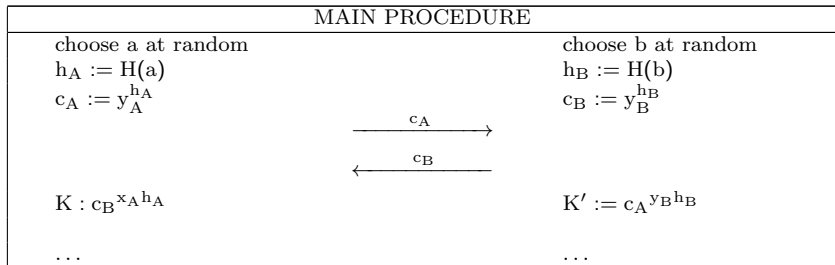 MAIN PROCEDURE
choose a at random choose b at random
h_A := H(a) h_B := H(b)
c_A := y_A^{h_A} c_B := y_B^{h_B}
c_A
c_B
K : c_B^{x_A h_A} K′ := c_A^{y_B h_B}
... ...